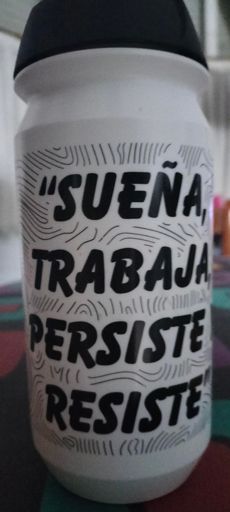 “SUEÑA,
TRABAJA,
PERSISTE
RESISTE”